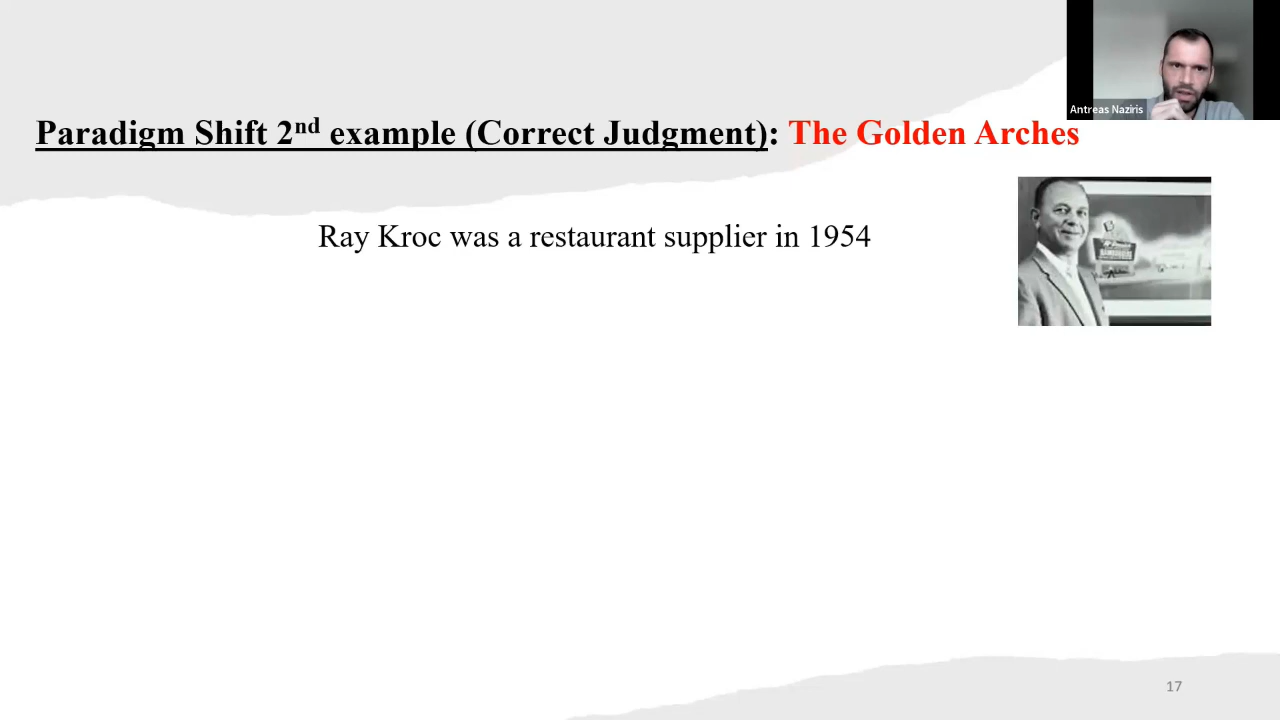 Antreas Naziris
Paradigm Shift 2nd example (Correct Judgment): The Golden Arches
Ray Kroc was a restaurant supplier in 1954
17